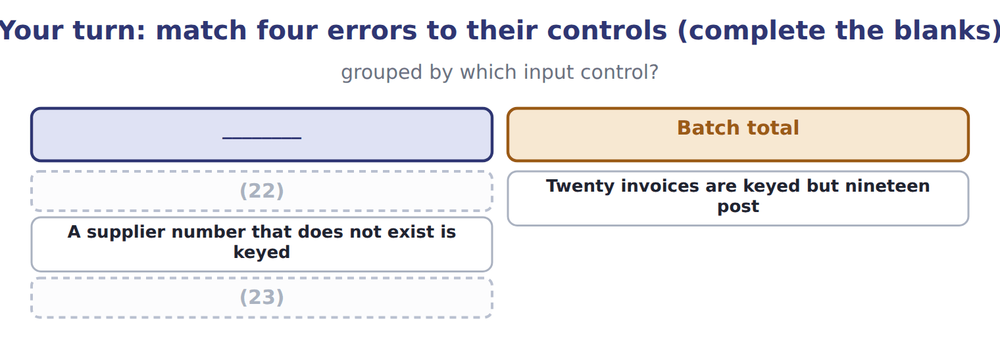 Your turn: match four errors to their controls (complete the blanks)
grouped by which input control?
________
Batch total
(22)
Twenty invoices are keyed but nineteen
post
A supplier number that does not exist is
keyed
(23)